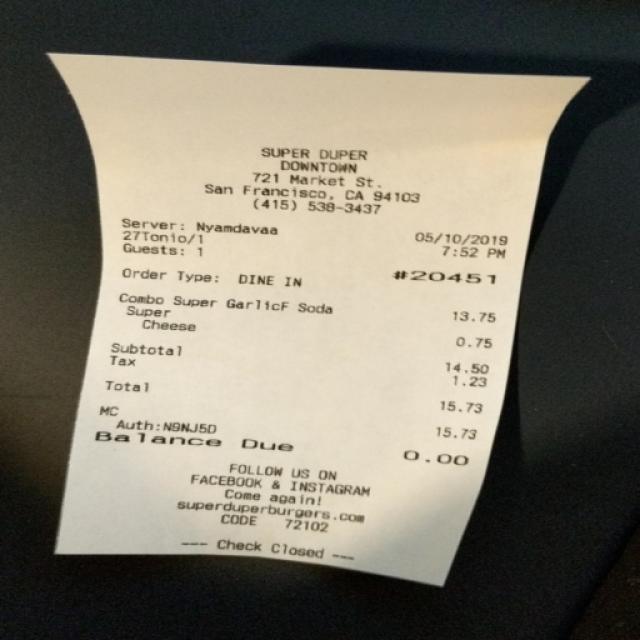 SUPER DUPER
DOWNTOWN
721 Market St.
San Francisco, CA 94103
(415) 538-3437
Server: Nyamdavaa 05/10/2019
27Tonio/1 7:52 PM
Guests: 1
Order Type: DINE IN #20451
Combo Super GarlicF Soda 13.75
Super
Cheese 0.75
Subtotal 14.50
Tax 1.23
Total 15.73
MC 15.73
Auth:N9NJ5D
Balance Due 0.00
FOLLOW US ON
FACEBOOK & INSTAGRAM
Come again!
superduperburgers.com
CODE 72102
--- Check Closed ---